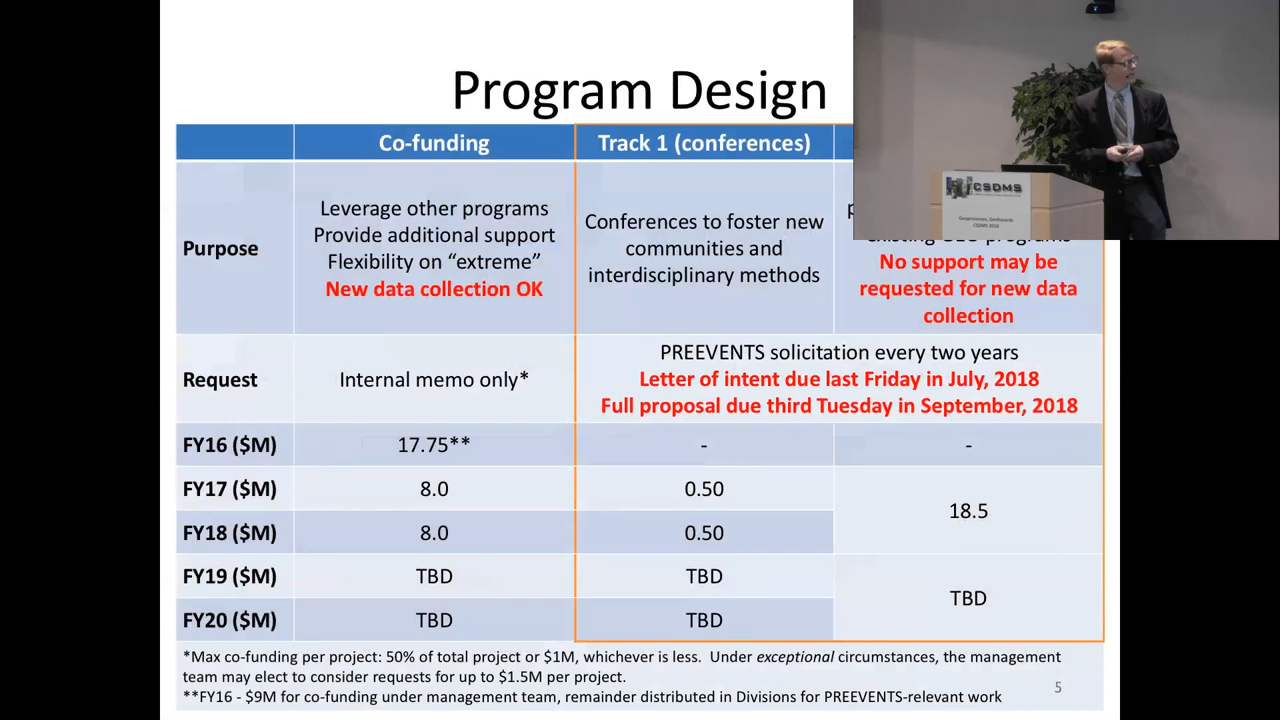 Program Design
Co-funding
Track 1 (conferences)
Purpose
Leverage other programs
Provide additional support
Flexibility on “extreme”
New data collection OK
Conferences to foster new
communities and
interdisciplinary methods
No support may be
requested for new data
collection
Request
Internal memo only*
PREEVENTS solicitation every two years
Letter of intent due last Friday in July, 2018
Full proposal due third Tuesday in September, 2018
FY16 ($M) 17.75** - -
FY17 ($M) 8.0 0.50
18.5
FY18 ($M) 8.0 0.50
FY19 ($M) TBD TBD
TBD
FY20 ($M) TBD TBD
*Max co-funding per project: 50% of total project or $1M, whichever is less. Under exceptional circumstances, the management
team may elect to consider requests for up to $1.5M per project.
**FY16 - $9M for co-funding under management team, remainder distributed in Divisions for PREEVENTS-relevant work
5
CSDMS
Geoprocesses, Geohazards
CSDMS 2018